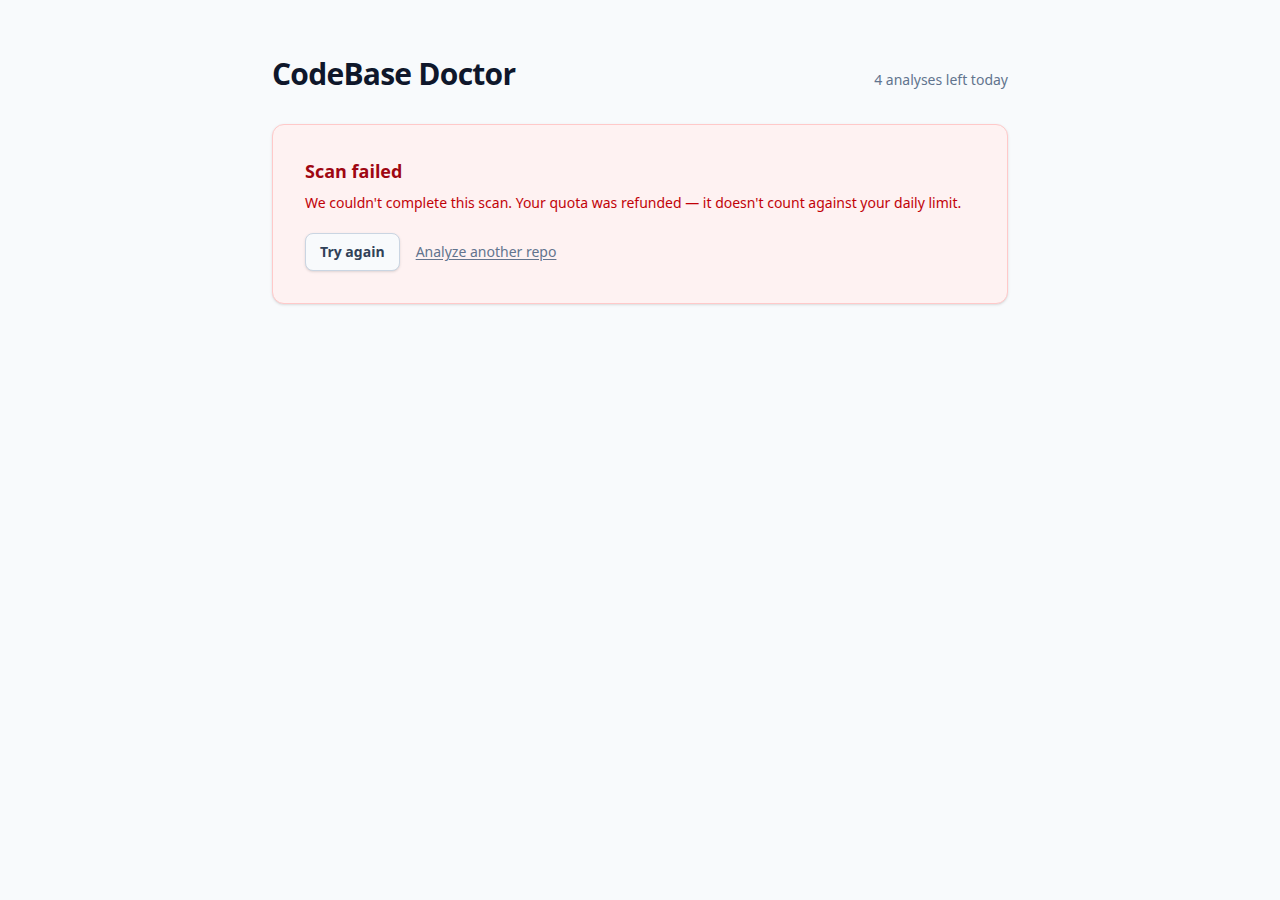 CodeBase Doctor
4 analyses left today
Scan failed
We couldn't complete this scan. Your quota was refunded — it doesn't count against your daily limit.
Try again
Analyze another repo